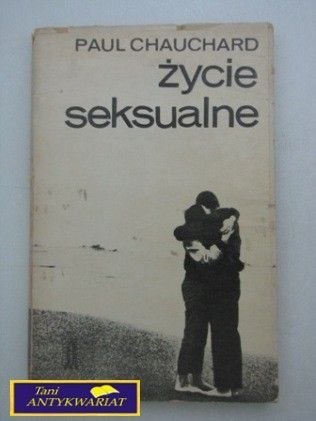 PAUL CHAUCHARD
życie
seksualne
Tani
ANTYKWARIAT